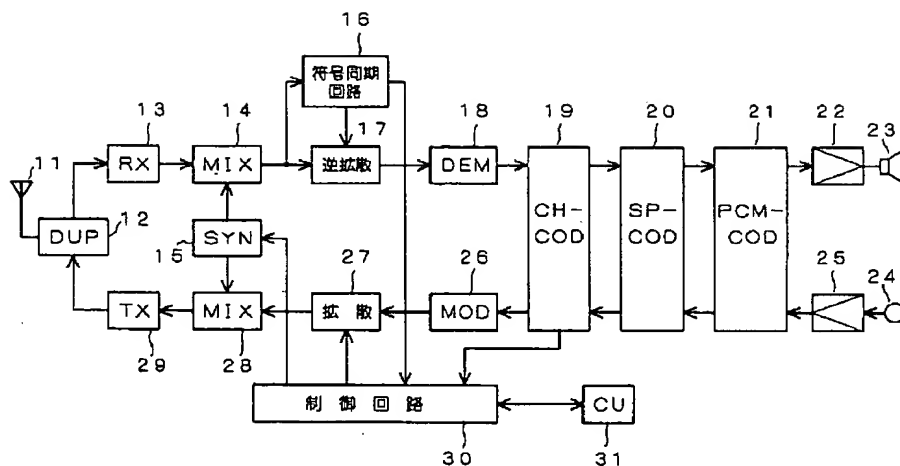 16
符号同期
回路
13
14
17
18
19
20
21
22
23
11
RX
MIX
逆拡散
DEM
CH-
COD
SP-
COD
PCM-
COD
12
DUP
15
SYN
27
26
25
24
TX
MIX
拡散
MOD
29
28
制御回路
CU
30
31